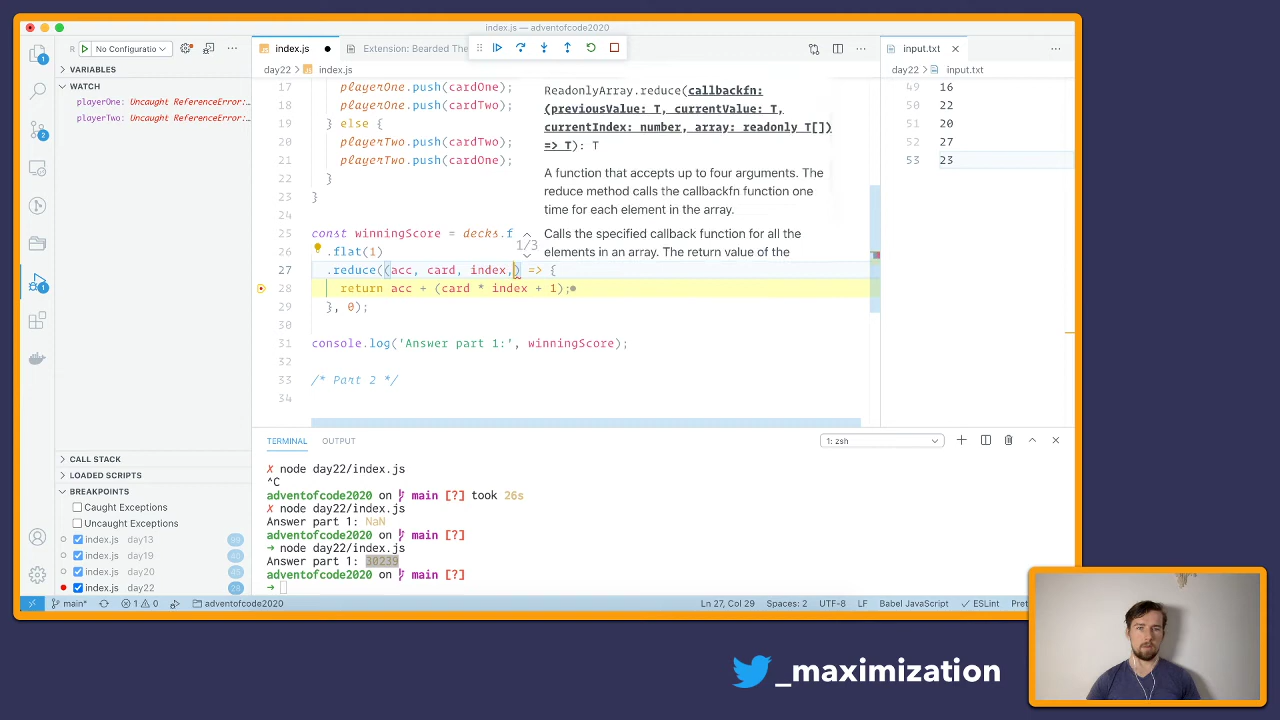 index.js — adventofcode2020
R No Configuratio
index.js
Extension: Bearded The
input.txt
day22 > index.js
day22 > input.txt
VARIABLES
WATCH
playerOne: Uncaught ReferenceError:…
playerTwo: Uncaught ReferenceError:…
17 playerOne.push(cardOne);
18 playerOne.push(cardTwo);
19 } else {
20 playerTwo.push(cardTwo);
21 playerTwo.push(cardOne);
22 }
23 }
24
25 const winningScore = decks.f
26 .flat(1)
27 .reduce((acc, card, index,) => {
28 return acc + (card * index + 1);
29 }, 0);
30
31 console.log('Answer part 1:', winningScore);
32
33 /* Part 2 */
34
1/3
ReadonlyArray.reduce(callbackfn:
(previousValue: T, currentValue: T,
currentIndex: number, array: readonly T[])
=> T): T
A function that accepts up to four arguments. The
reduce method calls the callbackfn function one
time for each element in the array.
Calls the specified callback function for all the
elements in an array. The return value of the
49 16
50 22
51 20
52 27
53 23
TERMINAL
OUTPUT
1: zsh
✗ node day22/index.js
^C
adventofcode2020 on main [?] took 26s
✗ node day22/index.js
Answer part 1: NaN
adventofcode2020 on main [?]
➜ node day22/index.js
Answer part 1: 30239
adventofcode2020 on main [?]
➜
CALL STACK
LOADED SCRIPTS
BREAKPOINTS
Caught Exceptions
Uncaught Exceptions
index.js day13
index.js day19
index.js day20
index.js day22 28
main*
1 0
adventofcode2020
Ln 27, Col 29
Spaces: 2
UTF-8
LF
Babel JavaScript
ESLint
Pret
_maximization